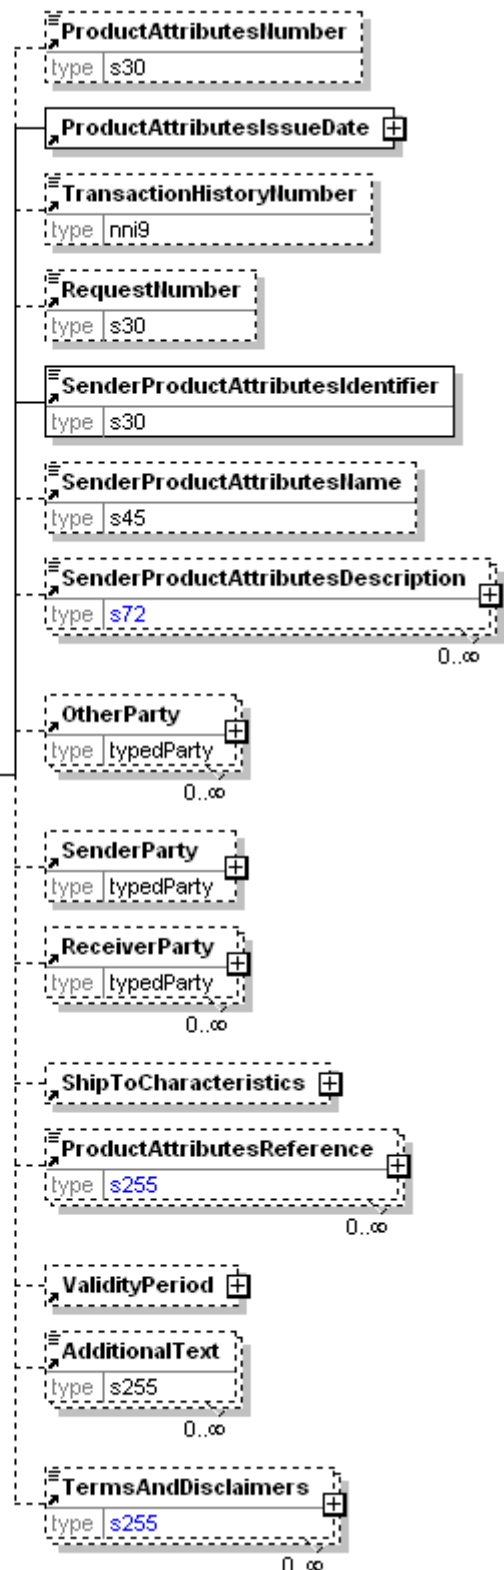 ProductAttributesNumber
type s30
ProductAttributesIssueDate
TransactionHistoryNumber
type nni9
RequestNumber
type s30
SenderProductAttributesIdentifier
type s30
SenderProductAttributesName
type s45
SenderProductAttributesDescription
type s72
0..∞
OtherParty
type typedParty
0..∞
SenderParty
type typedParty
ReceiverParty
type typedParty
0..∞
ShipToCharacteristics
ProductAttributesReference
type s255
0..∞
ValidityPeriod
AdditionalText
type s255
0..∞
TermsAndDisclaimers
type s255
0..∞